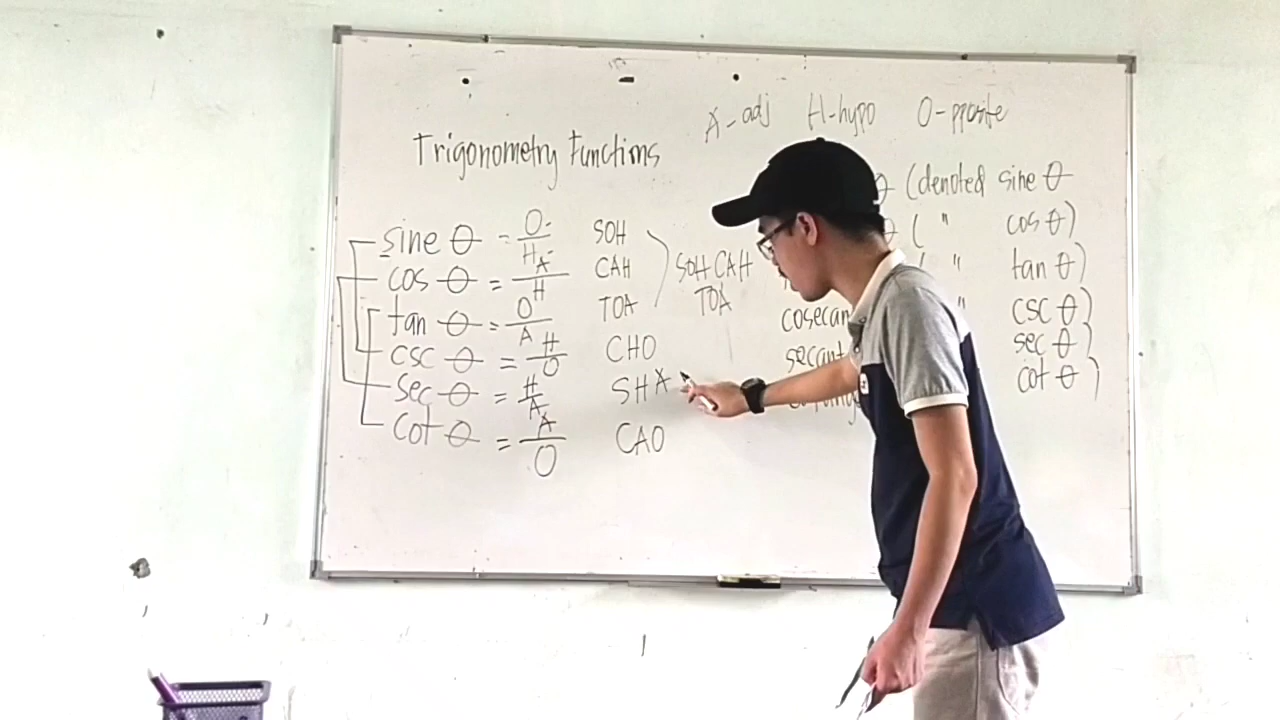 A-adj H-hypo O-pposite
Trigonometry Functions
θ (denoted sine θ
sine θ = O/H SOH
θ ( " cos θ)
cos θ = A/H CAH
SOH CAH
TOA
" tan θ)
tan θ = O/A TOA
cosecan " csc θ)
csc θ = H/O CHO
secant sec θ)
sec θ = H/A SHA
cot θ)
cot θ = A/O CAO